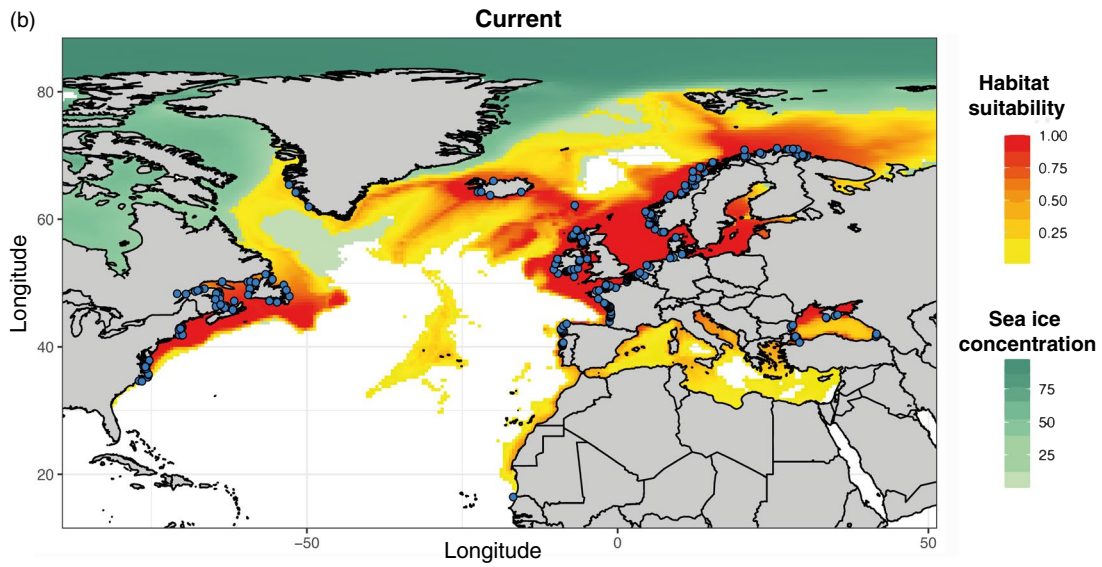 (b)
Current
Longitude
80
60
40
20
−50
0
50
Longitude
Habitat
suitability
1.00
0.75
0.50
0.25
Sea ice
concentration
75
50
25